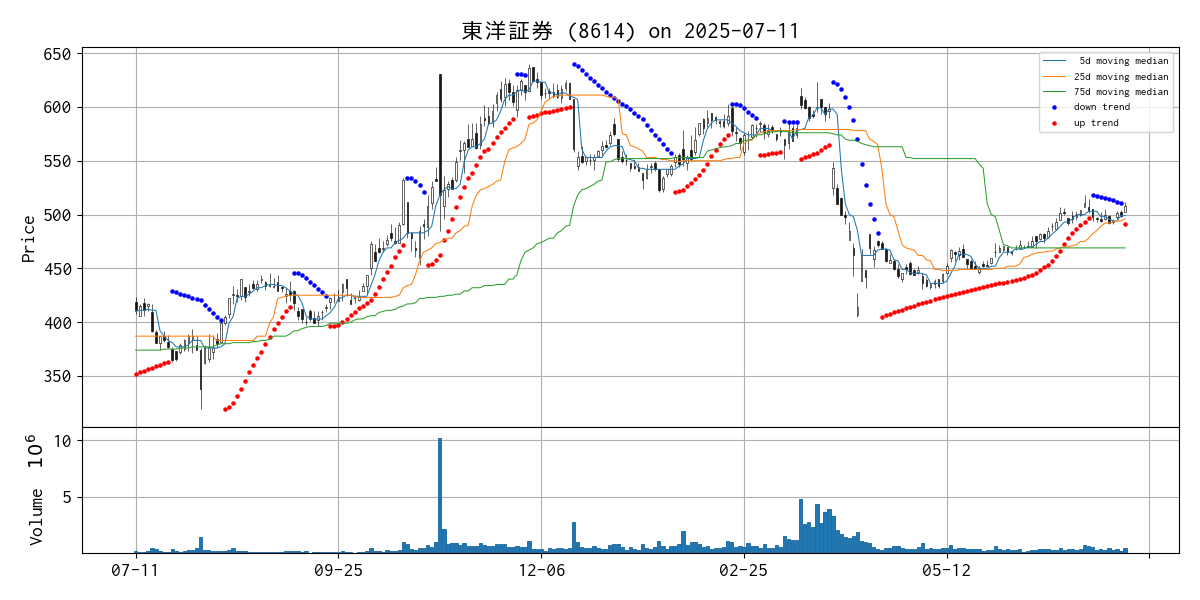 東洋証券 (8614) on 2025-07-11
5d moving median
25d moving median
75d moving median
down trend
up trend
Price
650
600
550
500
450
400
350
Volume 10^6
10
5
07-11 09-25 12-06 02-25 05-12